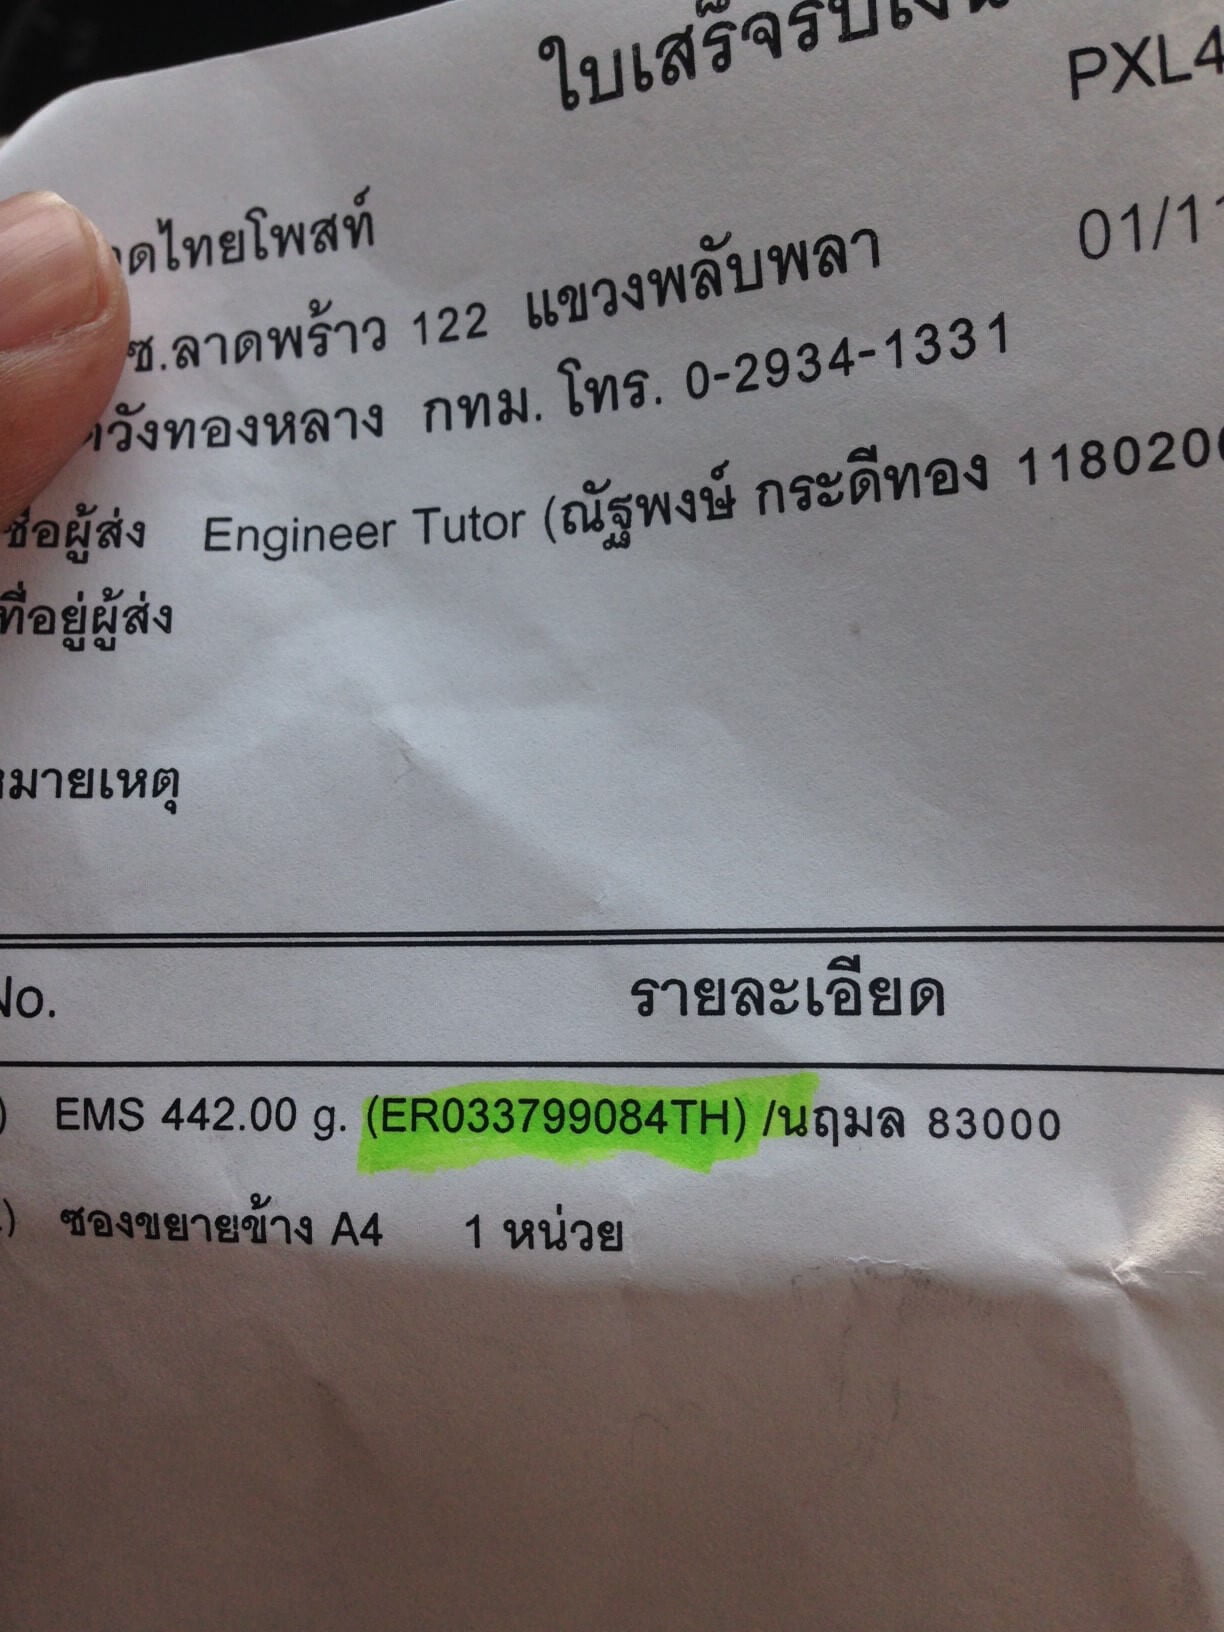 ใบเสร็จรับเงิน
PXL4
ไทยโพสท์
01/11
ซ.ลาดพร้าว 122 แขวงพลับพลา
วังทองหลาง กทม. โทร. 0-2934-1331
ชื่อผู้ส่ง Engineer Tutor (ณัฐพงษ์ กระดีทอง 1180200
ที่อยู่ผู้ส่ง
หมายเหตุ
No. รายละเอียด
) EMS 442.00 g. (ER033799084TH) /นฤมล 83000
.) ซองขยายข้าง A4 1 หน่วย